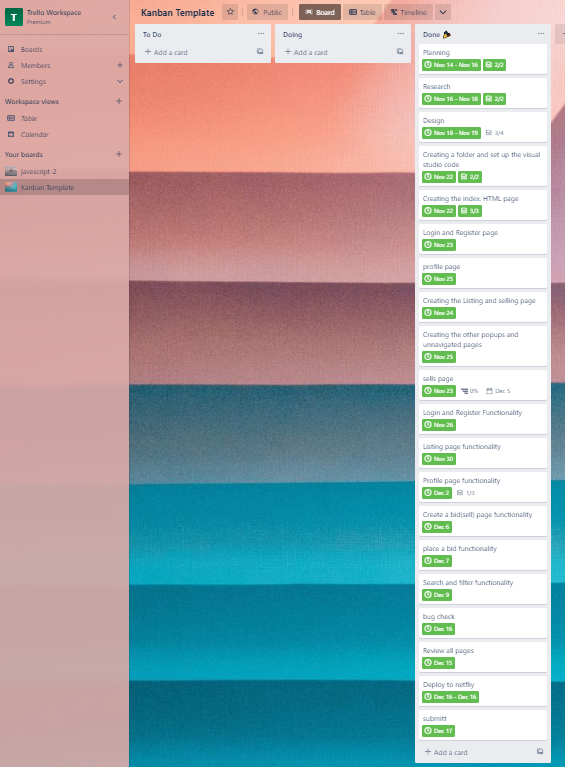 Trello Workspace
Premium
Boards
Members
Settings
Workspace views
Table
Calendar
Your boards
javascript-2
Kanban Template
Kanban Template
Public
Board
Table
Timeline
To Do
Add a card
Doing
Add a card
Done
Planning
Nov 14 - Nov 16 2/2
Research
Nov 16 - Nov 18 2/2
Design
Nov 18 - Nov 19 3/4
Creating a folder and set up the visual
studio code
Nov 22 2/2
Creating the index. HTML page
Nov 22 3/3
Login and Register page
Nov 23
profile page
Nov 25
Creating the Listing and selling page
Nov 24
Creating the other popups and
unnavigated pages
Nov 25
sells page
Nov 23 0% Dec 5
Login and Register Functionality
Nov 26
Listing page functionality
Nov 30
Profile page functionality
Dec 2 1/3
Create a bid(sell) page functionality
Dec 6
place a bid functionality
Dec 7
Search and filter functionality
Dec 9
bug check
Dec 16
Review all pages
Dec 15
Deploy to netfliy
Dec 16 - Dec 16
submitt
Dec 17
Add a card